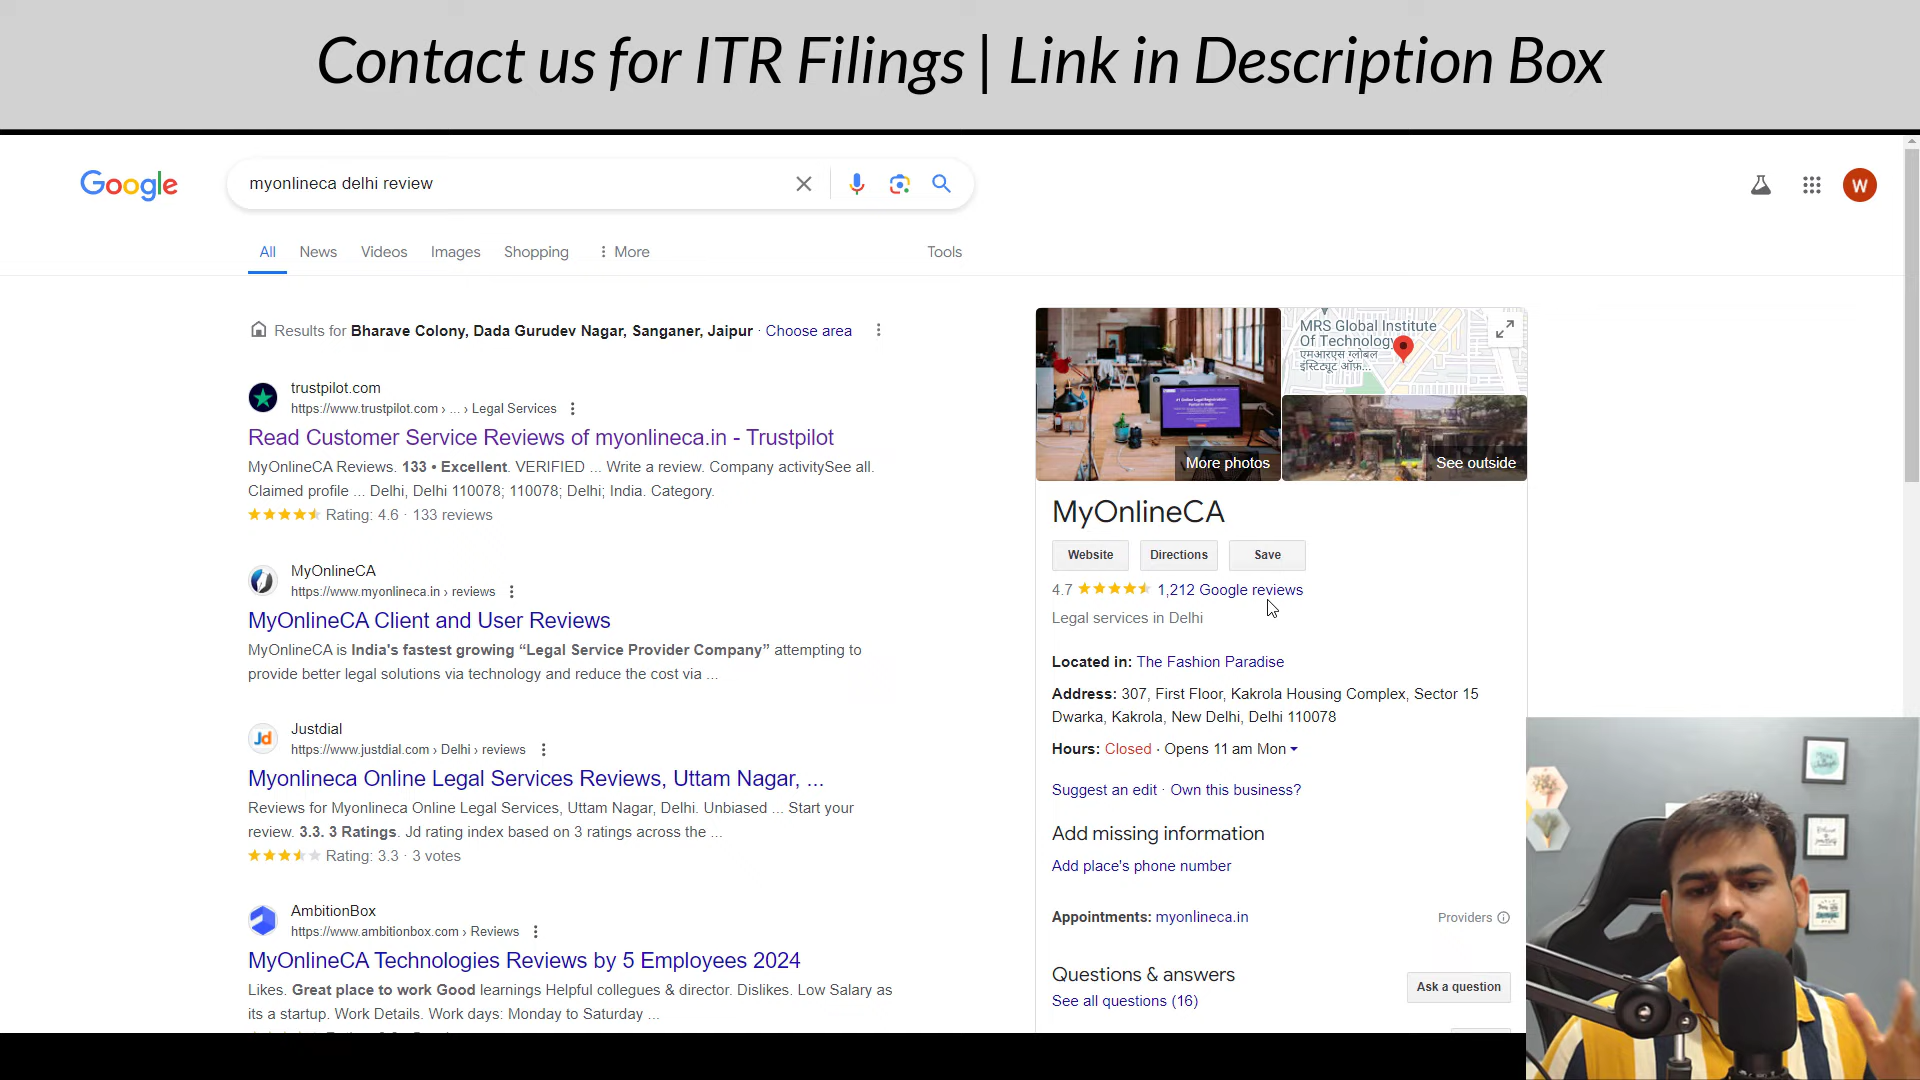 Contact us for ITR Filings | Link in Description Box
Google
myonlineca delhi review
W
All
News
Videos
Images
Shopping
More
Tools
Results for Bharave Colony, Dada Gurudev Nagar, Sanganer, Jaipur · Choose area
trustpilot.com
https://www.trustpilot.com › ... › Legal Services
Read Customer Service Reviews of myonlineca.in - Trustpilot
MyOnlineCA Reviews. 133 • Excellent. VERIFIED ... Write a review. Company activitySee all.
Claimed profile ... Delhi, Delhi 110078; 110078; Delhi; India. Category.
Rating: 4.6 · 133 reviews
MyOnlineCA
https://www.myonlineca.in › reviews
MyOnlineCA Client and User Reviews
MyOnlineCA is India's fastest growing “Legal Service Provider Company” attempting to
provide better legal solutions via technology and reduce the cost via ...
Jd
Justdial
https://www.justdial.com › Delhi › reviews
Myonlineca Online Legal Services Reviews, Uttam Nagar, ...
Reviews for Myonlineca Online Legal Services, Uttam Nagar, Delhi. Unbiased ... Start your
review. 3.3. 3 Ratings. Jd rating index based on 3 ratings across the ...
Rating: 3.3 · 3 votes
AmbitionBox
https://www.ambitionbox.com › Reviews
MyOnlineCA Technologies Reviews by 5 Employees 2024
Likes. Great place to work Good learnings Helpful collegues & director. Dislikes. Low Salary as
its a startup. Work Details. Work days: Monday to Saturday ...
MRS Global Institute
Of Technology
एमआरएस ग्लोबल
इंस्टिट्यूट ऑफ़...
More photos
See outside
MyOnlineCA
Website
Directions
Save
4.7
1,212 Google reviews
Legal services in Delhi
Located in: The Fashion Paradise
Address: 307, First Floor, Kakrola Housing Complex, Sector 15
Dwarka, Kakrola, New Delhi, Delhi 110078
Hours: Closed · Opens 11 am Mon
Suggest an edit · Own this business?
Add missing information
Add place's phone number
Appointments: myonlineca.in
Providers
Questions & answers
See all questions (16)
Ask a question